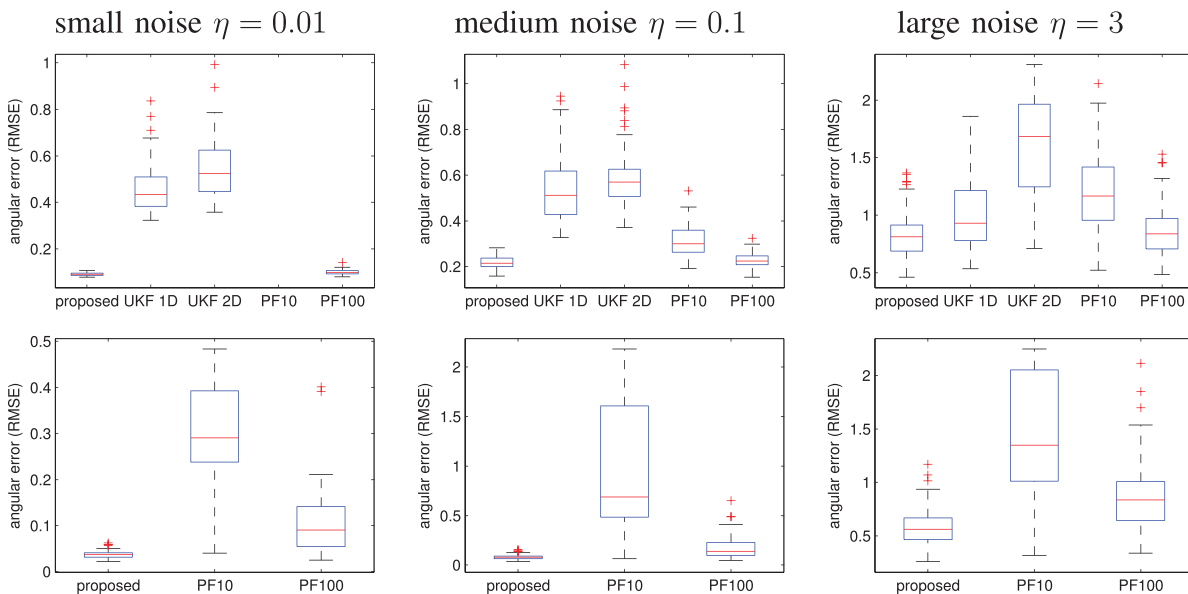 small noise η = 0.01
medium noise η = 0.1
large noise η = 3
angular error (RMSE)
1
0.8
0.6
0.4
0.2
proposed UKF 1D UKF 2D PF10 PF100
angular error (RMSE)
1
0.8
0.6
0.4
0.2
proposed UKF 1D UKF 2D PF10 PF100
angular error (RMSE)
2
1.5
1
0.5
proposed UKF 1D UKF 2D PF10 PF100
angular error (RMSE)
0.5
0.4
0.3
0.2
0.1
0
proposed PF10 PF100
angular error (RMSE)
2
1.5
1
0.5
0
proposed PF10 PF100
angular error (RMSE)
2
1.5
1
0.5
proposed PF10 PF100